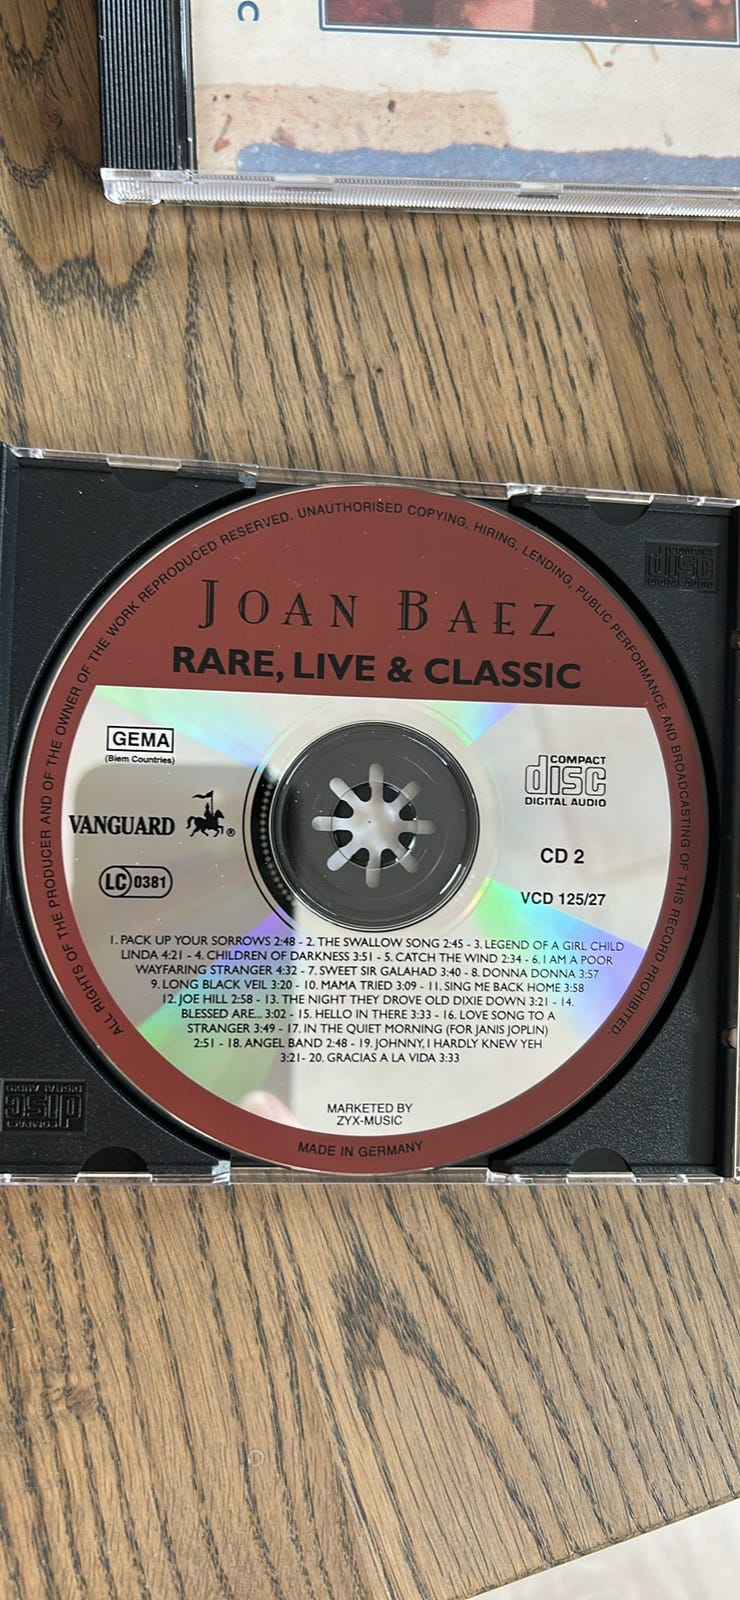 C
ALL RIGHTS OF THE PRODUCER AND OF THE OWNER OF THE WORK REPRODUCED RESERVED. UNAUTHORISED COPYING, HIRING, LENDING, PUBLIC PERFORMANCE AND BROADCASTING OF THIS RECORD PROHIBITED.
COMPACT
disc
DIGITAL AUDIO
JOAN BAEZ
RARE, LIVE & CLASSIC
GEMA
(Biem Countries)
VANGUARD ®
LC 0381
COMPACT
disc
DIGITAL AUDIO
CD 2
VCD 125/27
1. PACK UP YOUR SORROWS 2:48 - 2. THE SWALLOW SONG 2:45 - 3. LEGEND OF A GIRL CHILD
LINDA 4:21 - 4. CHILDREN OF DARKNESS 3:51 - 5. CATCH THE WIND 2:34 - 6. I AM A POOR
WAYFARING STRANGER 4:32 - 7. SWEET SIR GALAHAD 3:40 - 8. DONNA DONNA 3:57
9. LONG BLACK VEIL 3:20 - 10. MAMA TRIED 3:09 - 11. SING ME BACK HOME 3:58
12. JOE HILL 2:58 - 13. THE NIGHT THEY DROVE OLD DIXIE DOWN 3:21 - 14.
BLESSED ARE... 3:02 - 15. HELLO IN THERE 3:33 - 16. LOVE SONG TO A
STRANGER 3:49 - 17. IN THE QUIET MORNING (FOR JANIS JOPLIN)
2:51 - 18. ANGEL BAND 2:48 - 19. JOHNNY, I HARDLY KNEW YEH
3:21- 20. GRACIAS A LA VIDA 3:33
COMPACT
disc
DIGITAL AUDIO
MARKETED BY
ZYX-MUSIC
MADE IN GERMANY